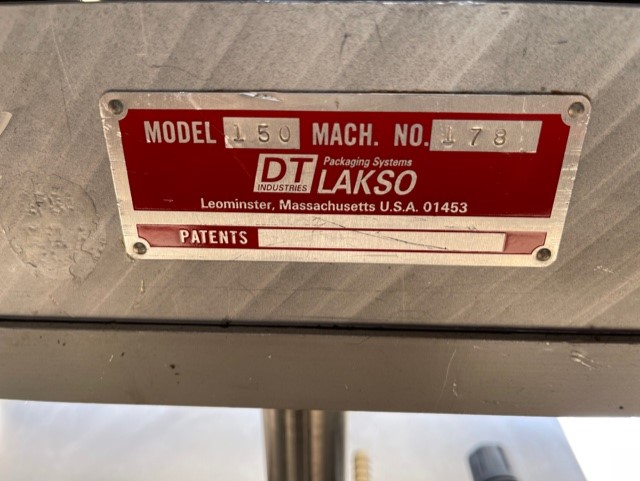 MODEL 150 MACH. NO. 178
DT INDUSTRIES Packaging Systems
LAKSO
Leominster, Massachusetts U.S.A. 01453
PATENTS